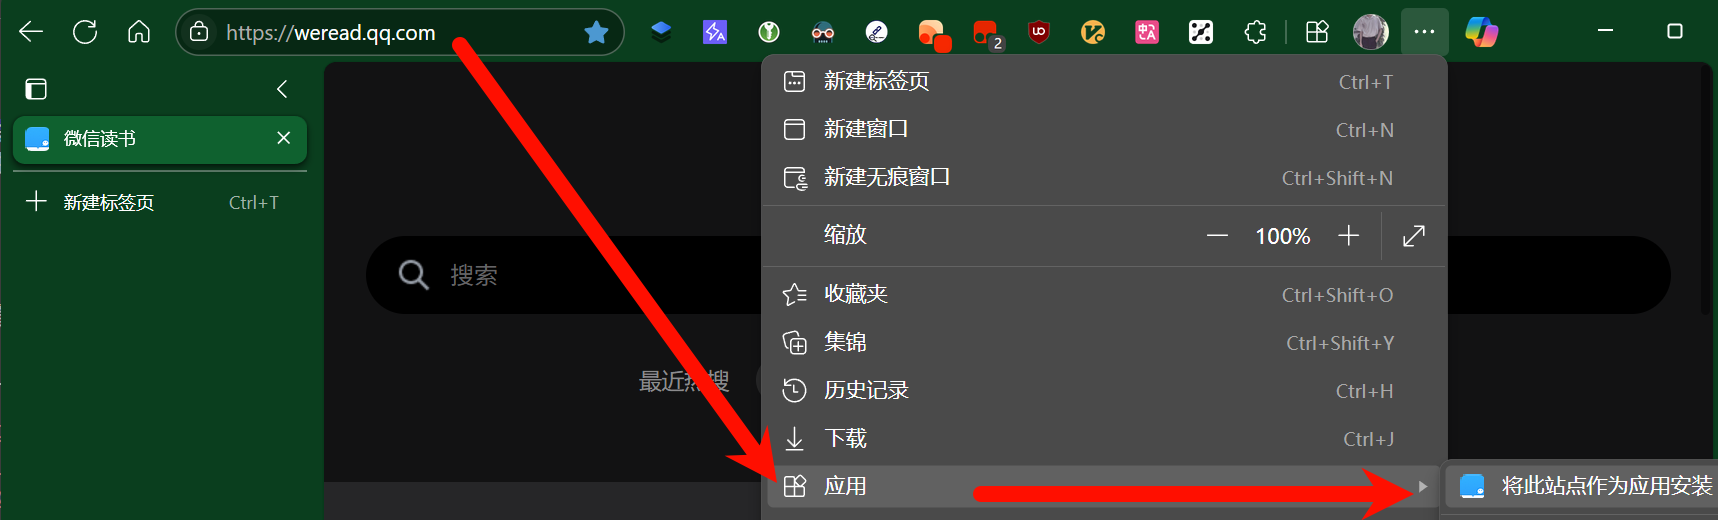 https://weread.qq.com
2
微信读书
新建标签页 Ctrl+T
搜索
最近热搜
新建标签页 Ctrl+T
新建窗口 Ctrl+N
新建无痕窗口 Ctrl+Shift+N
缩放 100%
收藏夹 Ctrl+Shift+O
集锦 Ctrl+Shift+Y
历史记录 Ctrl+H
下载 Ctrl+J
应用
将此站点作为应用安装